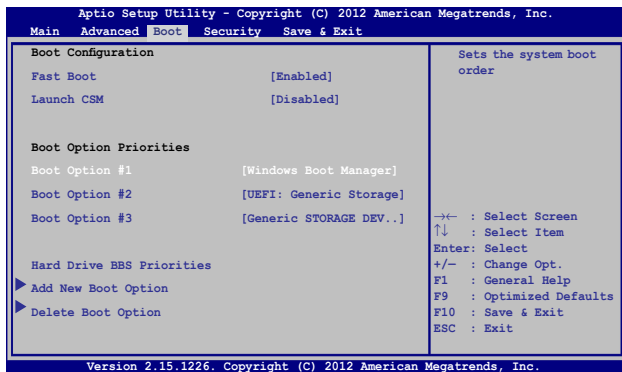 Aptio Setup Utility - Copyright (C) 2012 American Megatrends, Inc.
Main Advanced Boot Security Save & Exit
Boot Configuration
Fast Boot [Enabled]
Launch CSM [Disabled]
Boot Option Priorities
Boot Option #1 [Windows Boot Manager]
Boot Option #2 [UEFI: Generic Storage]
Boot Option #3 [Generic STORAGE DEV..]
Hard Drive BBS Priorities
Add New Boot Option
Delete Boot Option
Sets the system boot
order
→← : Select Screen
↑↓ : Select Item
Enter: Select
+/— : Change Opt.
F1 : General Help
F9 : Optimized Defaults
F10 : Save & Exit
ESC : Exit
Version 2.15.1226. Copyright (C) 2012 American Megatrends, Inc.